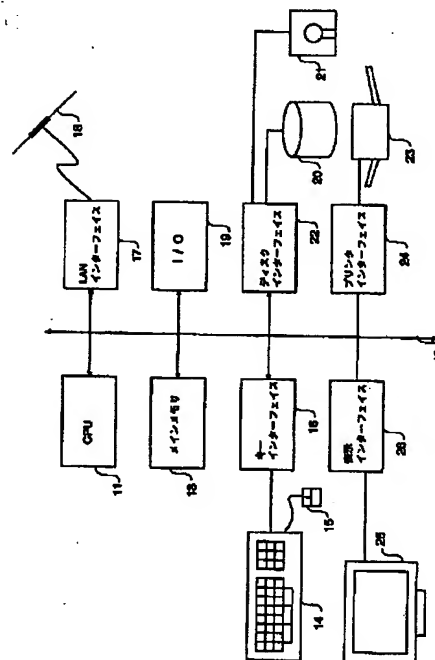 CPU
11
メインメモリ
13
キー
インターフェイス
16
表示
インターフェイス
26
14
15
25
LAN
インターフェイス
17
18
I/O
19
ディスク
インターフェイス
22
20
21
プリンタ
インターフェイス
24
23